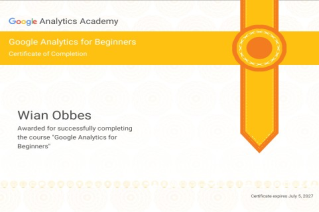 Google Analytics Academy
Google Analytics for Beginners
Certificate of Completion
Wian Obbes
Awarded for successfully completing
the course "Google Analytics for
Beginners"
Certificate expires July 5, 2027